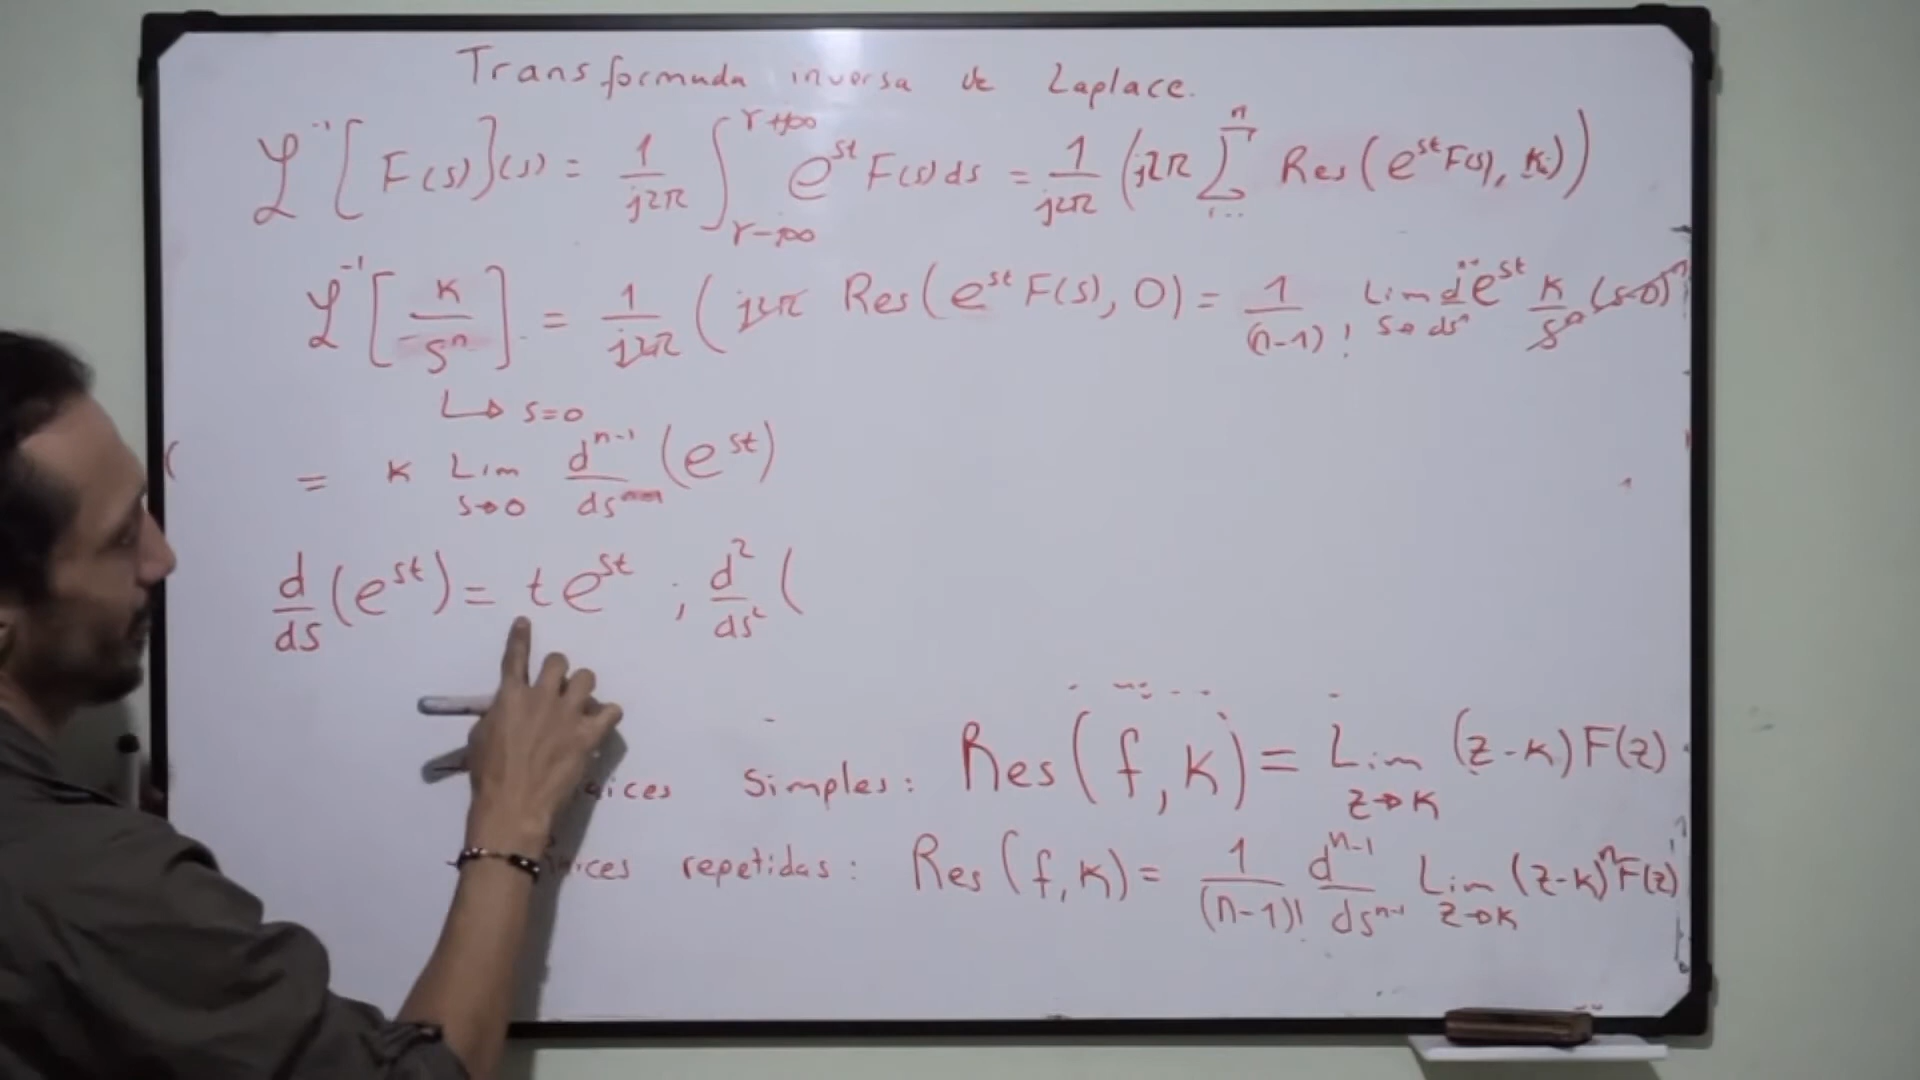 Transformada inversa de Laplace.
ℒ⁻¹[F(s)](s) = 1/(j2π) ∫_{γ-j∞}^{γ+j∞} e^{st} F(s) ds = 1/(j2π) (j2π Σ^{n} Res(e^{st} F(s), k))
ℒ⁻¹[K/Sⁿ] = 1/(j2π) (j2π Res(e^{st} F(s), 0) = 1/(n-1)! Lim_{s→0} d/dsⁿ e^{st} K/Sⁿ (s-0)ⁿ
↳ s=0
= K Lim_{s→0} d^{n-1}/ds (e^{st})
d/ds (e^{st}) = t e^{st} ; d²/ds² (
Simples: Res(f, K) = Lim_{z→K} (z-K) F(z)
repetidas: Res(f, K) = 1/(n-1)! d^{n-1}/ds^{n-1} Lim_{z→K} (z-K)ⁿ F(z)